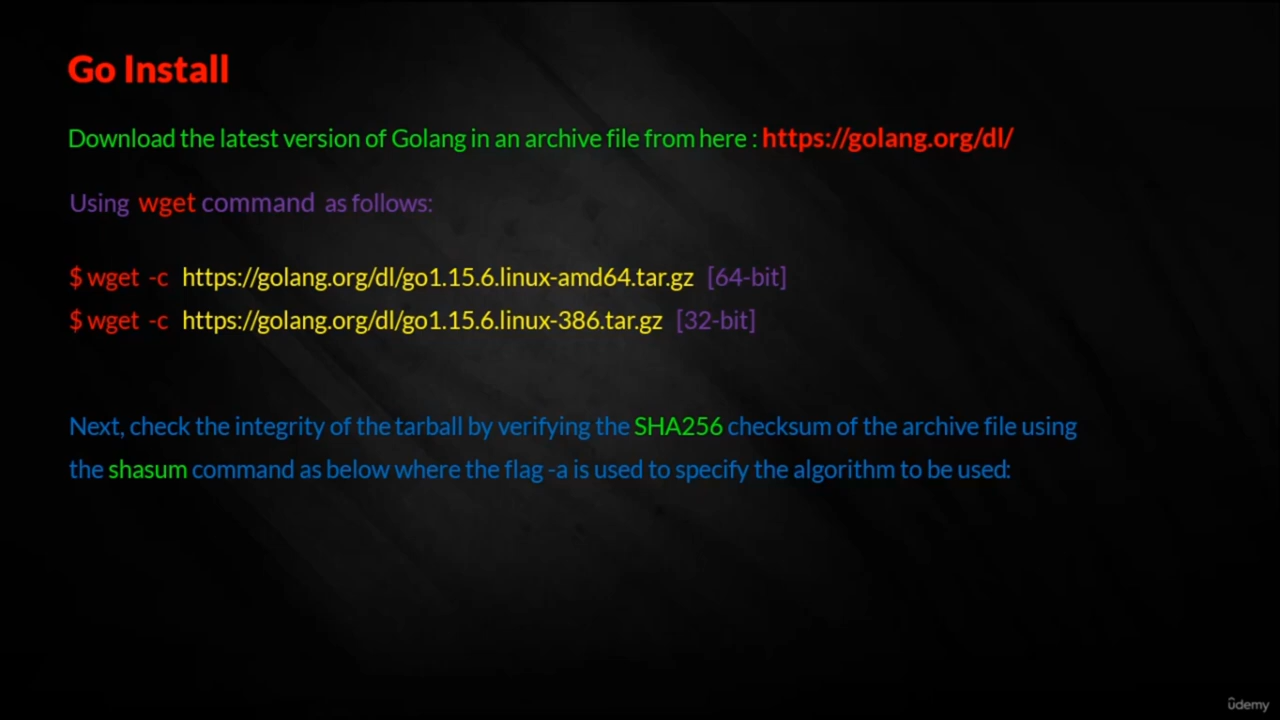 Go Install
Download the latest version of Golang in an archive file from here : https://golang.org/dl/
Using wget command as follows:
$ wget -c https://golang.org/dl/go1.15.6.linux-amd64.tar.gz [64-bit]
$ wget -c https://golang.org/dl/go1.15.6.linux-386.tar.gz [32-bit]
Next, check the integrity of the tarball by verifying the SHA256 checksum of the archive file using
the shasum command as below where the flag -a is used to specify the algorithm to be used:
ûdemy